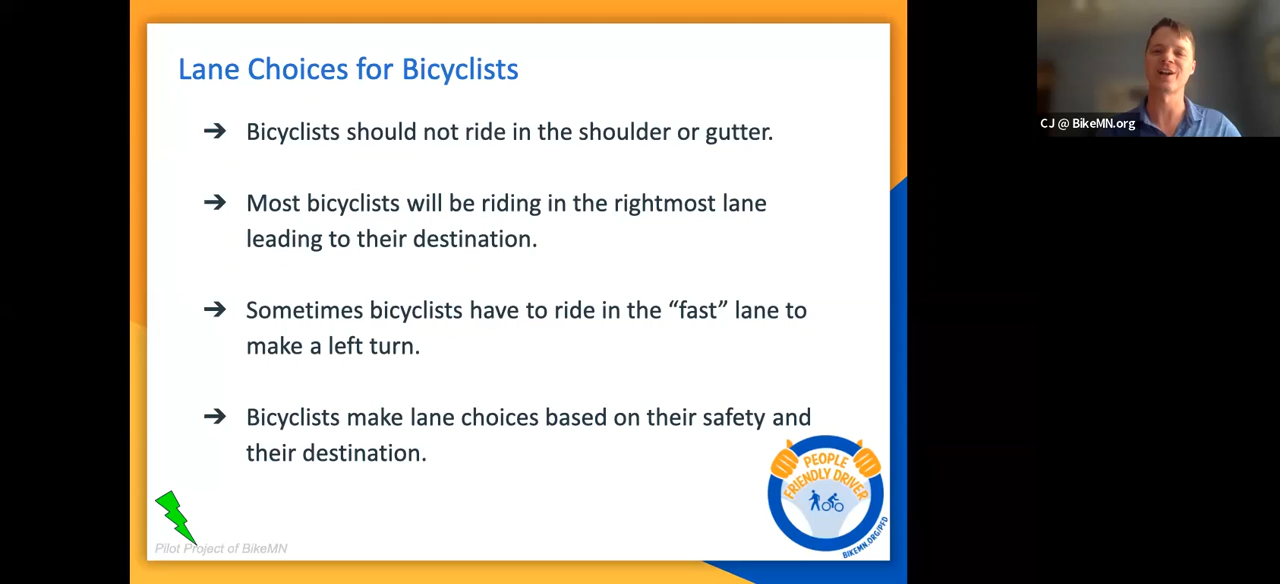 Lane Choices for Bicyclists
➔ Bicyclists should not ride in the shoulder or gutter.
➔ Most bicyclists will be riding in the rightmost lane
leading to their destination.
➔ Sometimes bicyclists have to ride in the “fast” lane to
make a left turn.
➔ Bicyclists make lane choices based on their safety and
their destination.
PEOPLE
FRIENDLY DRIVER
BIKEMN.ORG/PFD
Pilot Project of BikeMN
CJ @ BikeMN.org